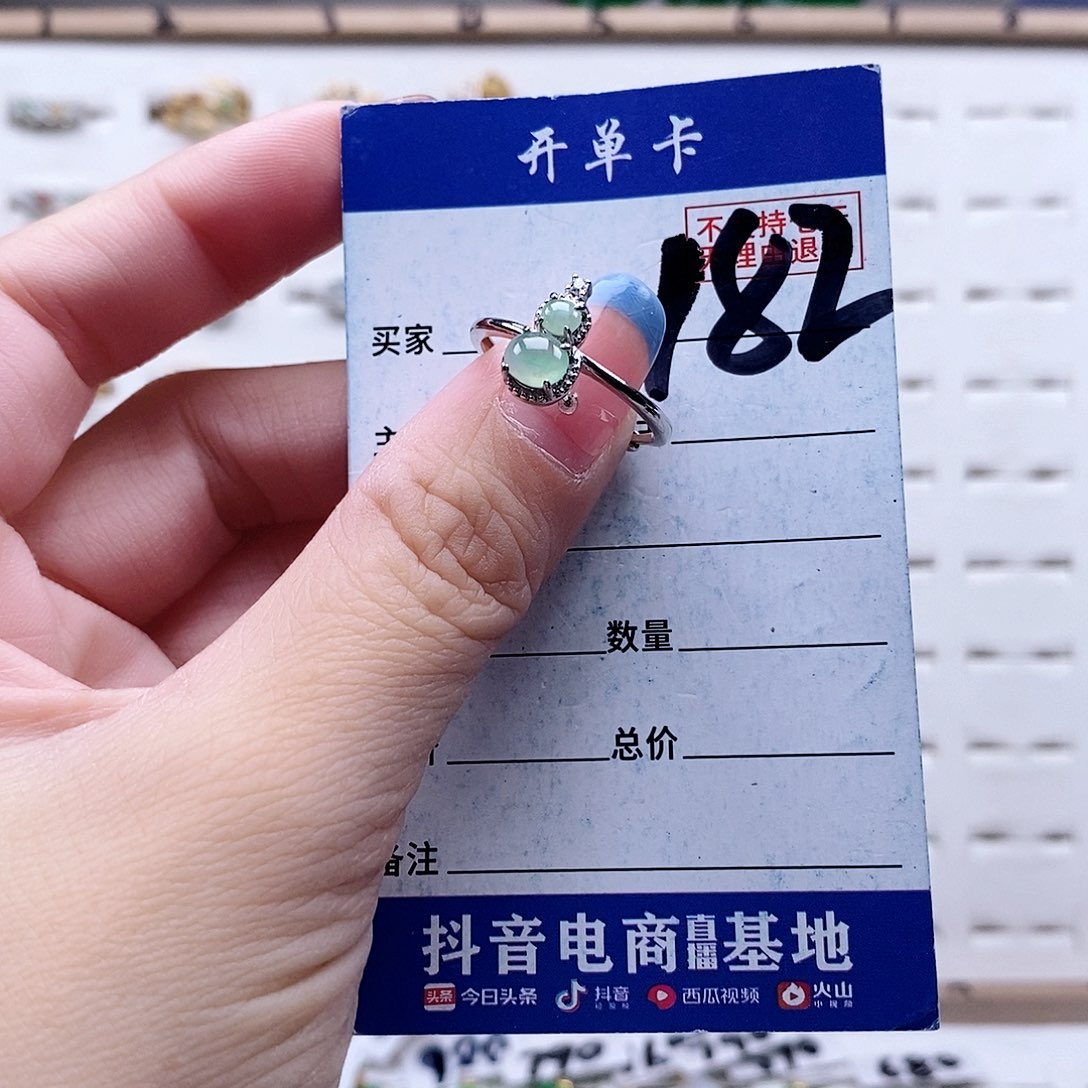 开单卡
182
买家
数量
总价
备注
抖音电商直播基地
今日头条 抖音 西瓜视频 火山